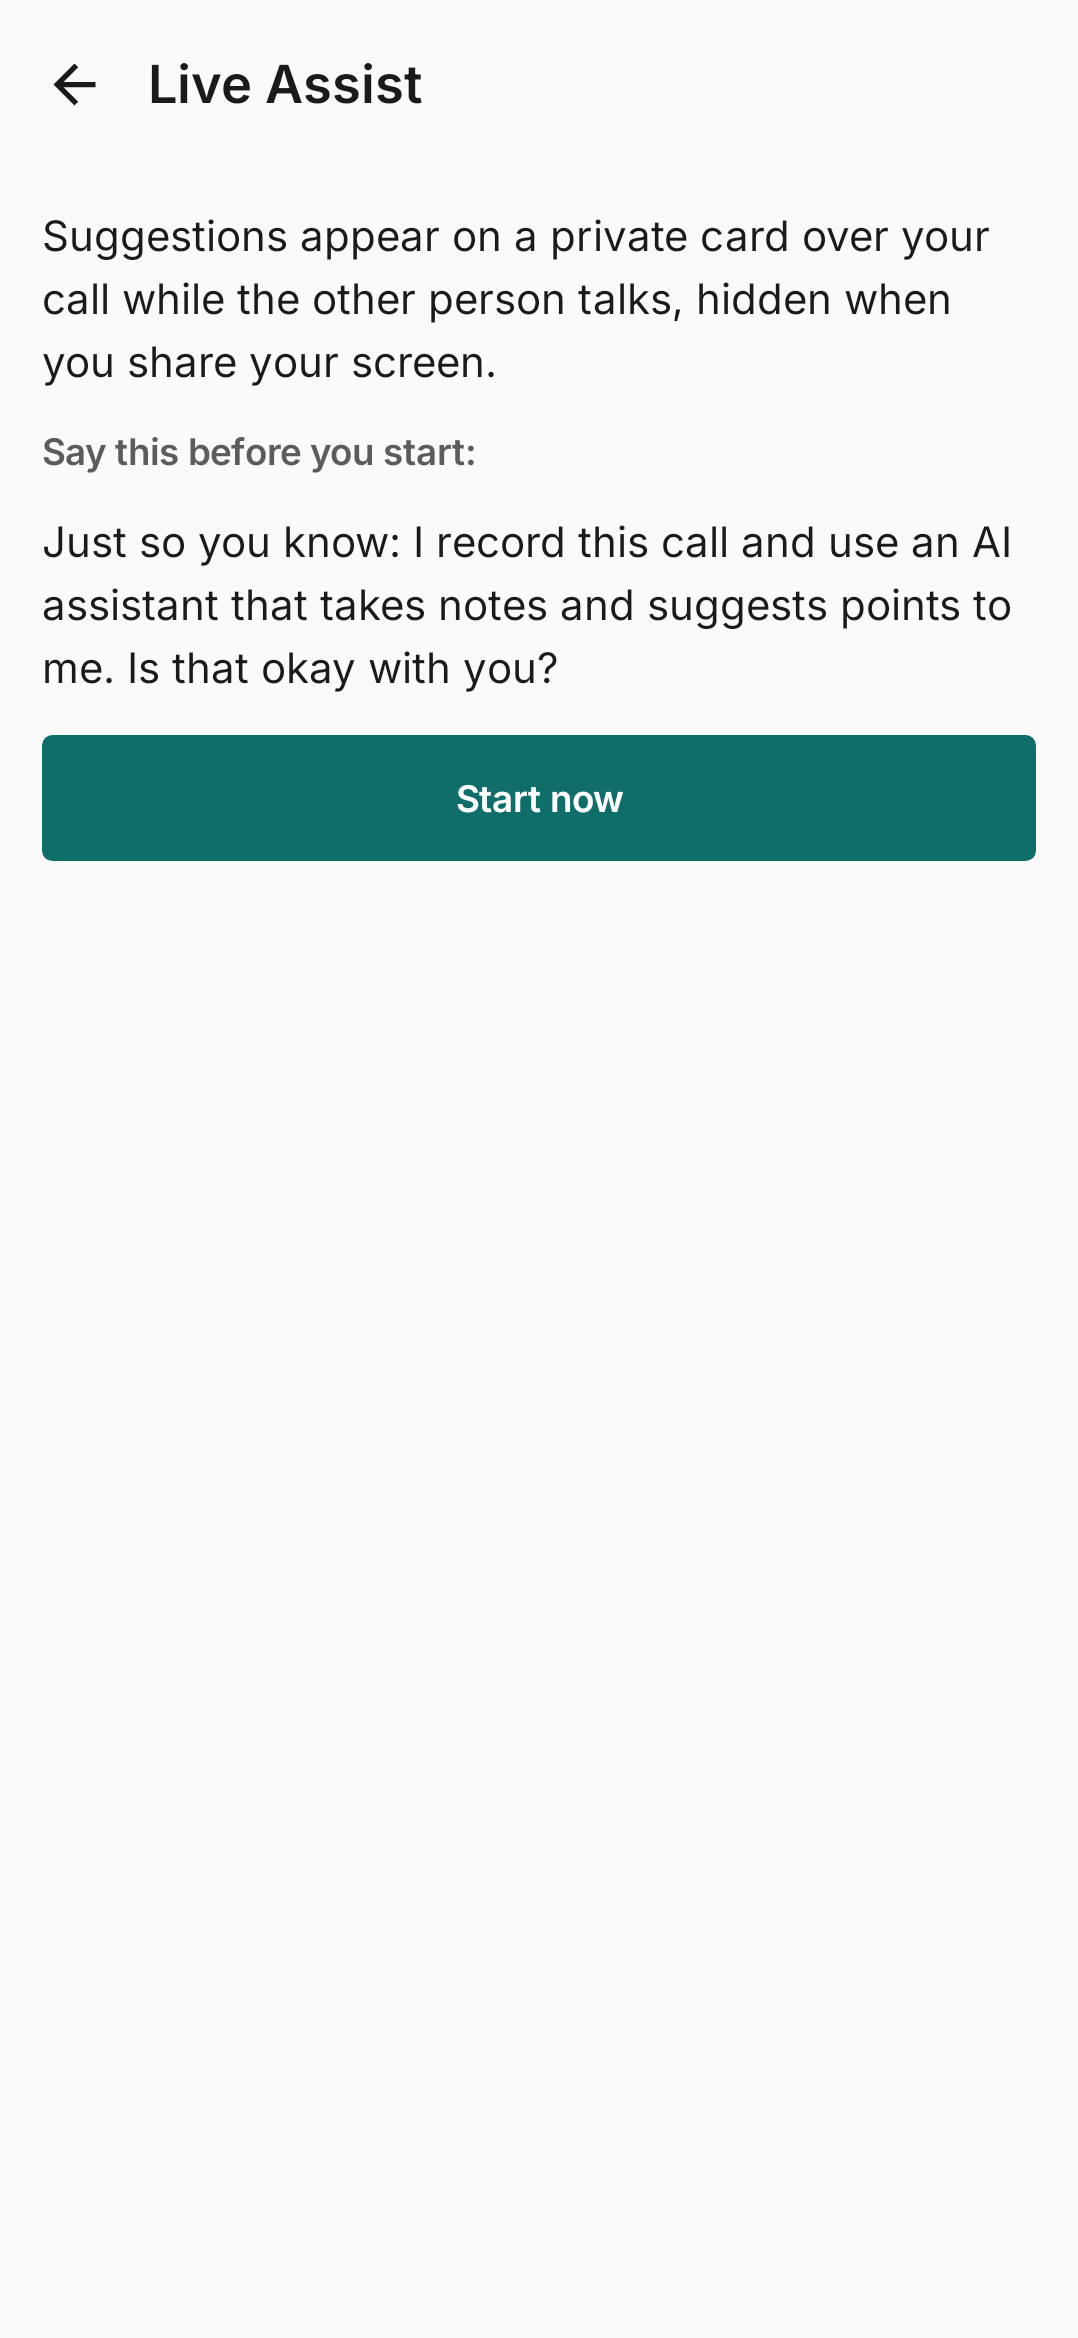 Live Assist
Suggestions appear on a private card over your
call while the other person talks, hidden when
you share your screen.
Say this before you start:
Just so you know: I record this call and use an AI
assistant that takes notes and suggests points to
me. Is that okay with you?
Start now